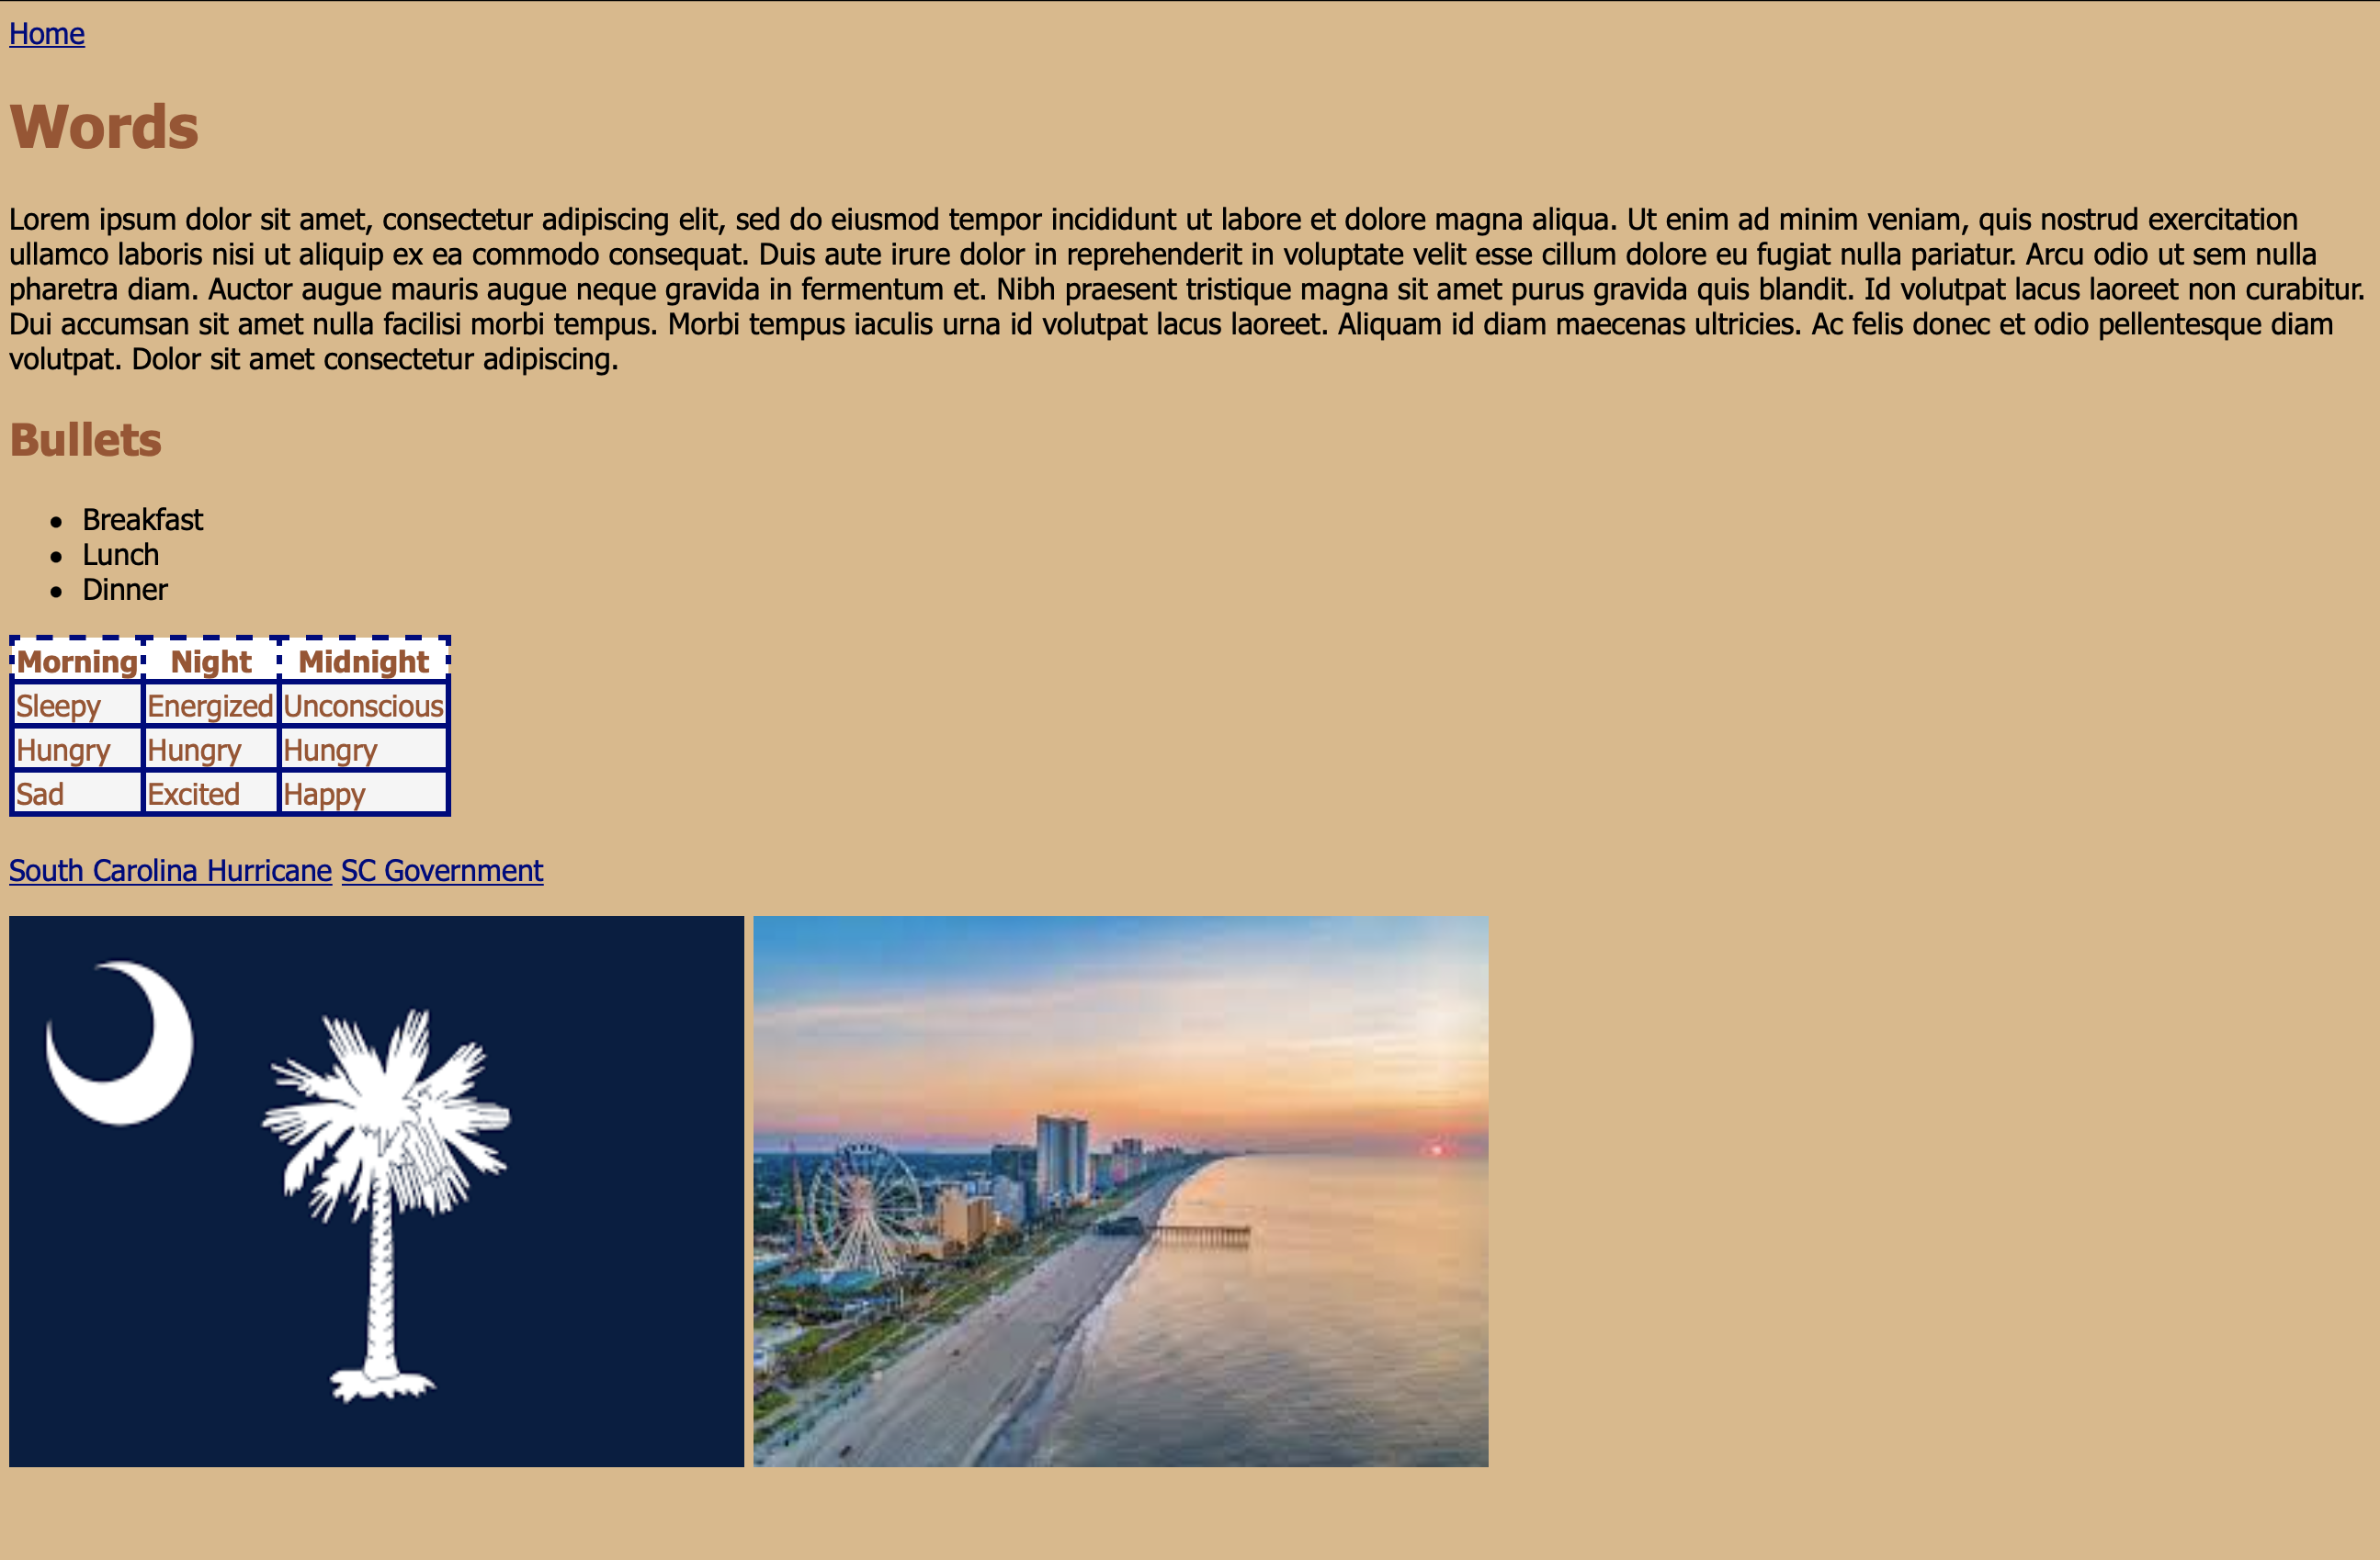 Home
Words
Lorem ipsum dolor sit amet, consectetur adipiscing elit, sed do eiusmod tempor incididunt ut labore et dolore magna aliqua. Ut enim ad minim veniam, quis nostrud exercitation
ullamco laboris nisi ut aliquip ex ea commodo consequat. Duis aute irure dolor in reprehenderit in voluptate velit esse cillum dolore eu fugiat nulla pariatur. Arcu odio ut sem nulla
pharetra diam. Auctor augue mauris augue neque gravida in fermentum et. Nibh praesent tristique magna sit amet purus gravida quis blandit. Id volutpat lacus laoreet non curabitur.
Dui accumsan sit amet nulla facilisi morbi tempus. Morbi tempus iaculis urna id volutpat lacus laoreet. Aliquam id diam maecenas ultricies. Ac felis donec et odio pellentesque diam
volutpat. Dolor sit amet consectetur adipiscing.
Bullets
• Breakfast
• Lunch
• Dinner
Morning Night Midnight
Sleepy Energized Unconscious
Hungry Hungry Hungry
Sad Excited Happy
South Carolina Hurricane SC Government